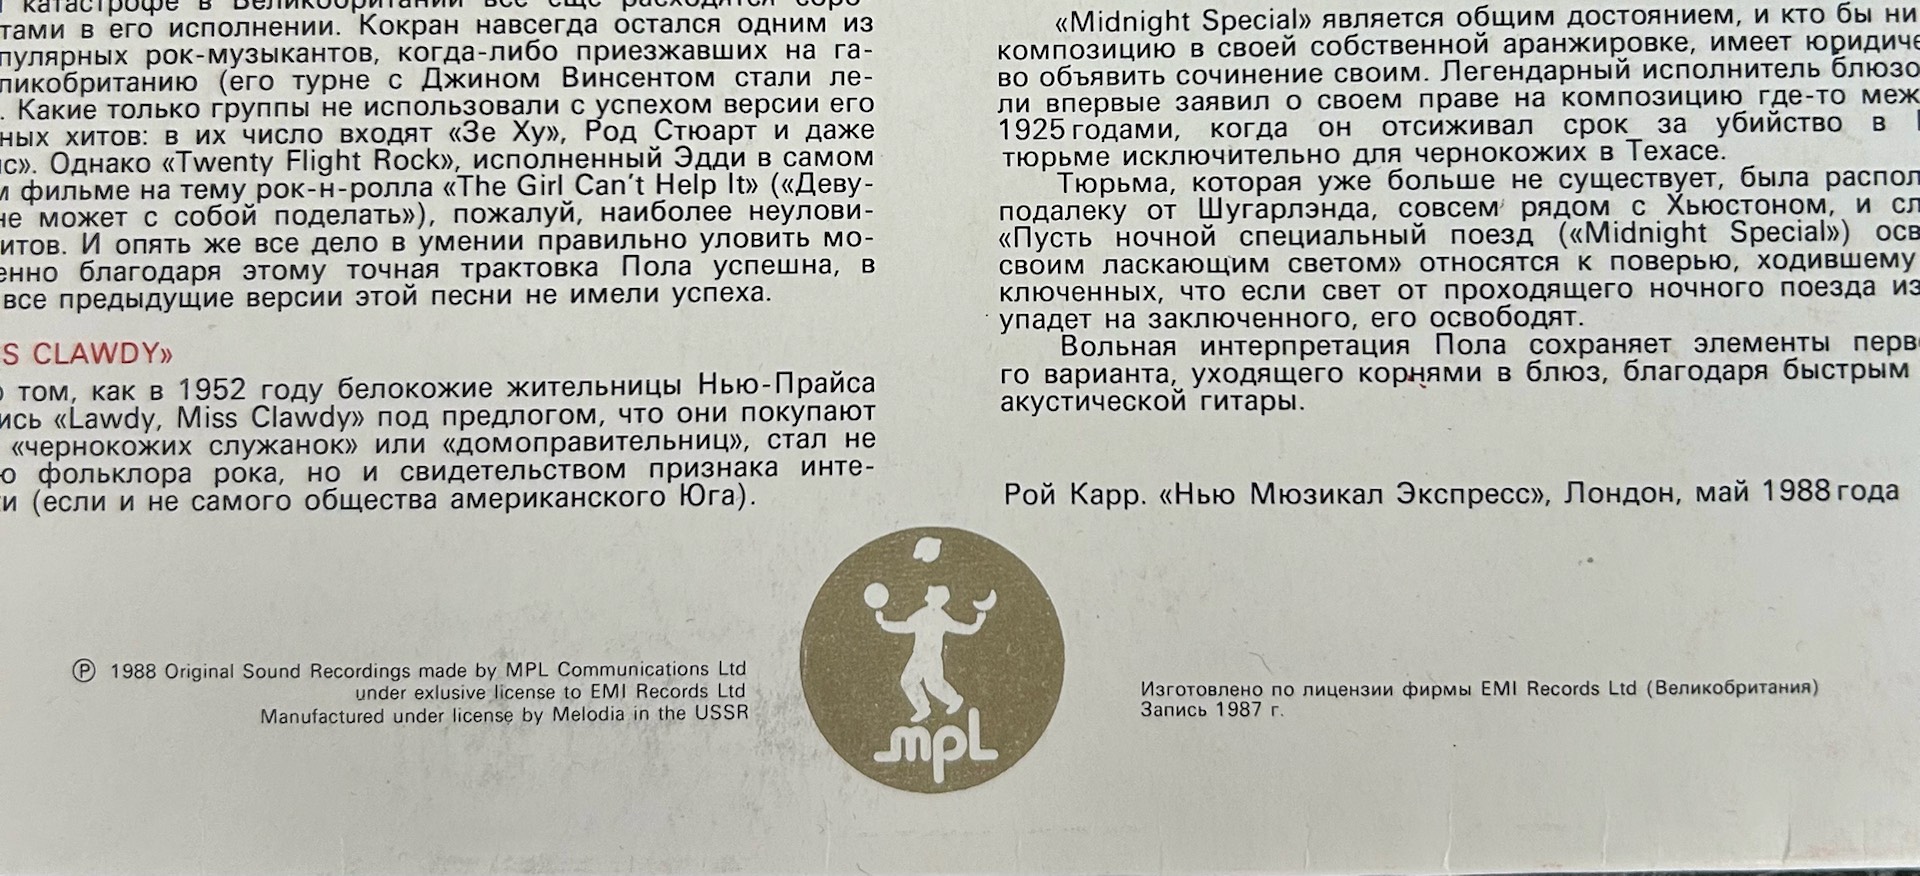 катастрофе в Великобритании все еще расходятся
тами в его исполнении. Кокран навсегда остался одним из
пулярных рок-музыкантов, когда-либо приезжавших на га-
ликобританию (его турне с Джином Винсентом стали ле-
. Какие только группы не использовали с успехом версии его
ных хитов: в их число входят «Зе Ху», Род Стюарт и даже
с». Однако «Twenty Flight Rock», исполненный Эдди в самом
м фильме на тему рок-н-ролла «The Girl Can't Help It» («Деву-
не может с собой поделать»), пожалуй, наиболее неулови-
итов. И опять же все дело в умении правильно уловить мо-
енно благодаря этому точная трактовка Пола успешна, в
все предыдущие версии этой песни не имели успеха.
S CLAWDY»
о том, как в 1952 году белокожие жительницы Нью-Прайса
ись «Lawdy, Miss Clawdy» под предлогом, что они покупают
«чернокожих служанок» или «домоправительниц», стал не
ю фольклора рока, но и свидетельством признака инте-
и (если и не самого общества американского Юга).
«Midnight Special» является общим достоянием, и кто бы ни
композицию в своей собственной аранжировке, имеет юридиче
во объявить сочинение своим. Легендарный исполнитель блюзо
ли впервые заявил о своем праве на композицию где-то меж
1925 годами, когда он отсиживал срок за убийство в
тюрьме исключительно для чернокожих в Техасе.
Тюрьма, которая уже больше не существует, была распол
подалеку от Шугарлэнда, совсем рядом с Хьюстоном, и сл
«Пусть ночной специальный поезд («Midnight Special») осв
своим ласкающим светом» относятся к поверью, ходившему
ключенных, что если свет от проходящего ночного поезда из
упадет на заключенного, его освободят.
Вольная интерпретация Пола сохраняет элементы перв
го варианта, уходящего корнями в блюз, благодаря быстрым
акустической гитары.
Рой Карр. «Нью Мюзикал Экспресс», Лондон, май 1988 года
℗ 1988 Original Sound Recordings made by MPL Communications Ltd
under exlusive license to EMI Records Ltd
Manufactured under license by Melodia in the USSR
mpL
Изготовлено по лицензии фирмы EMI Records Ltd (Великобритания)
Запись 1987 г.